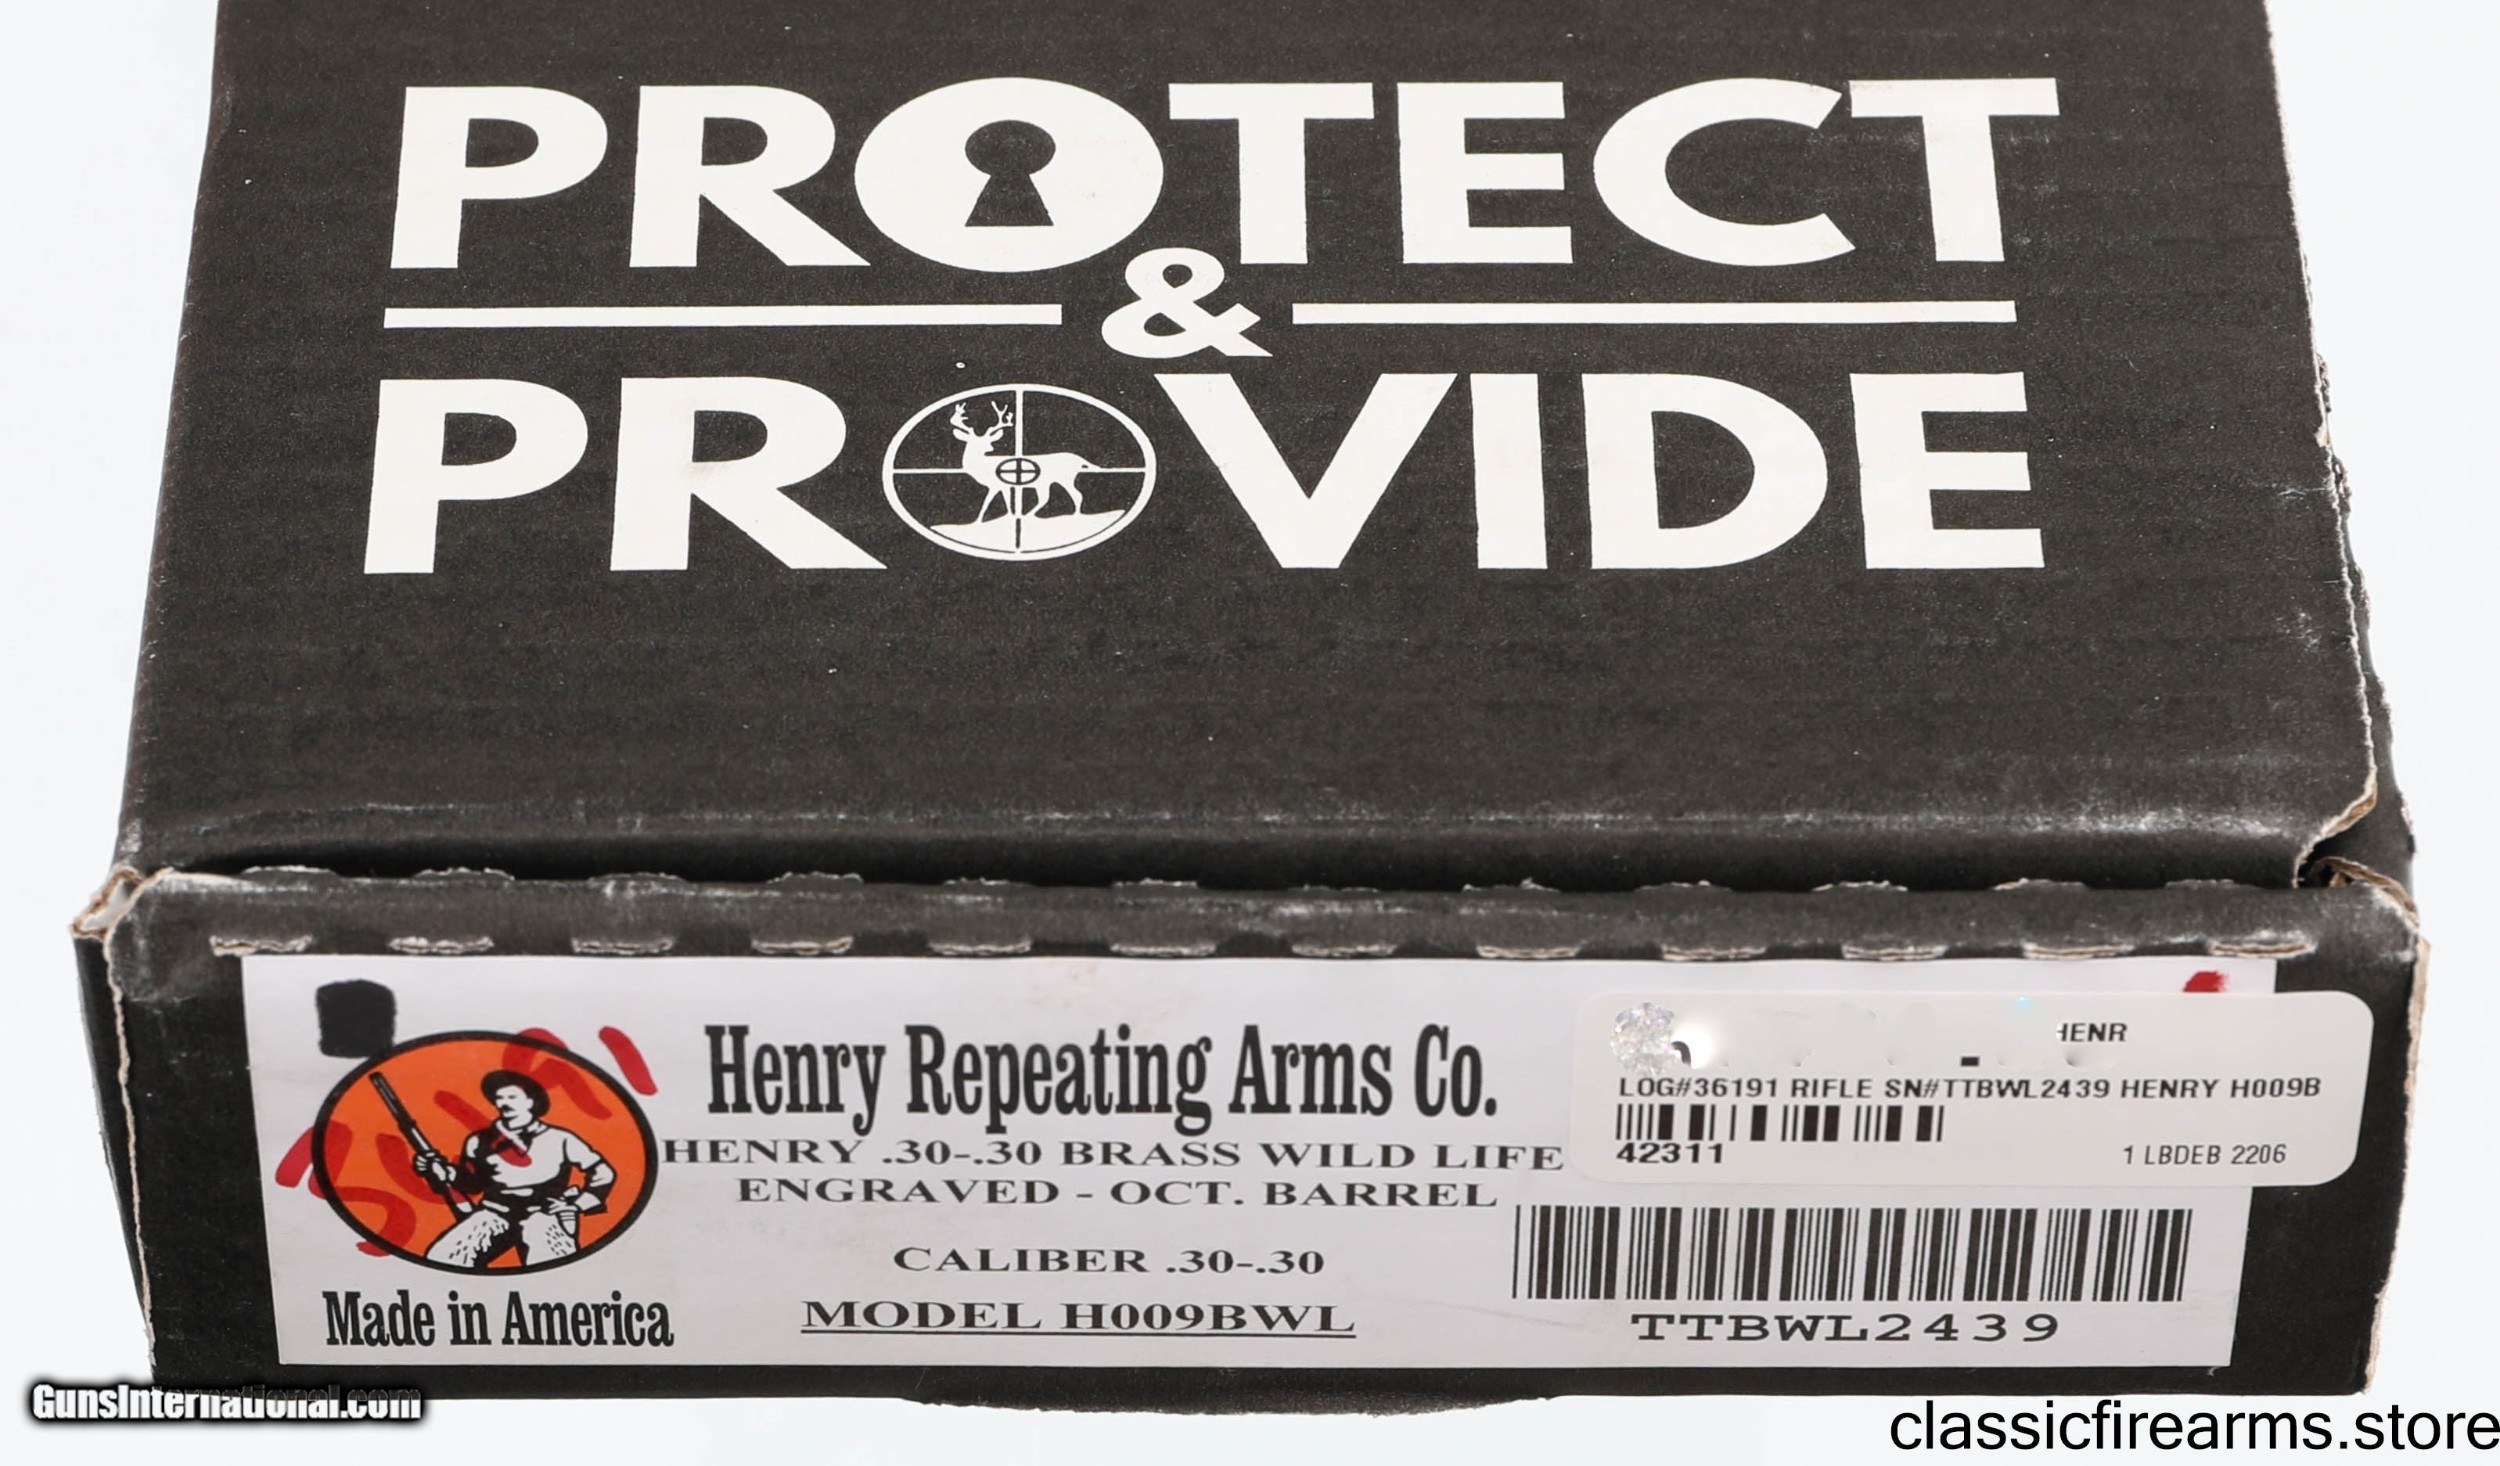 PROTECT
&
PROVIDE
Henry Repeating Arms Co.
HENRY .30-.30 BRASS WILD LIFE
ENGRAVED - OCT. BARREL
CALIBER .30-.30
MODEL H009BWL
Made in America
HENR
LOG#36191 RIFLE SN#TTBWL2439 HENRY H009B
42311 1 LBDEB 2206
TTBWL2439
GunsInternational.com
classicfirearms.store